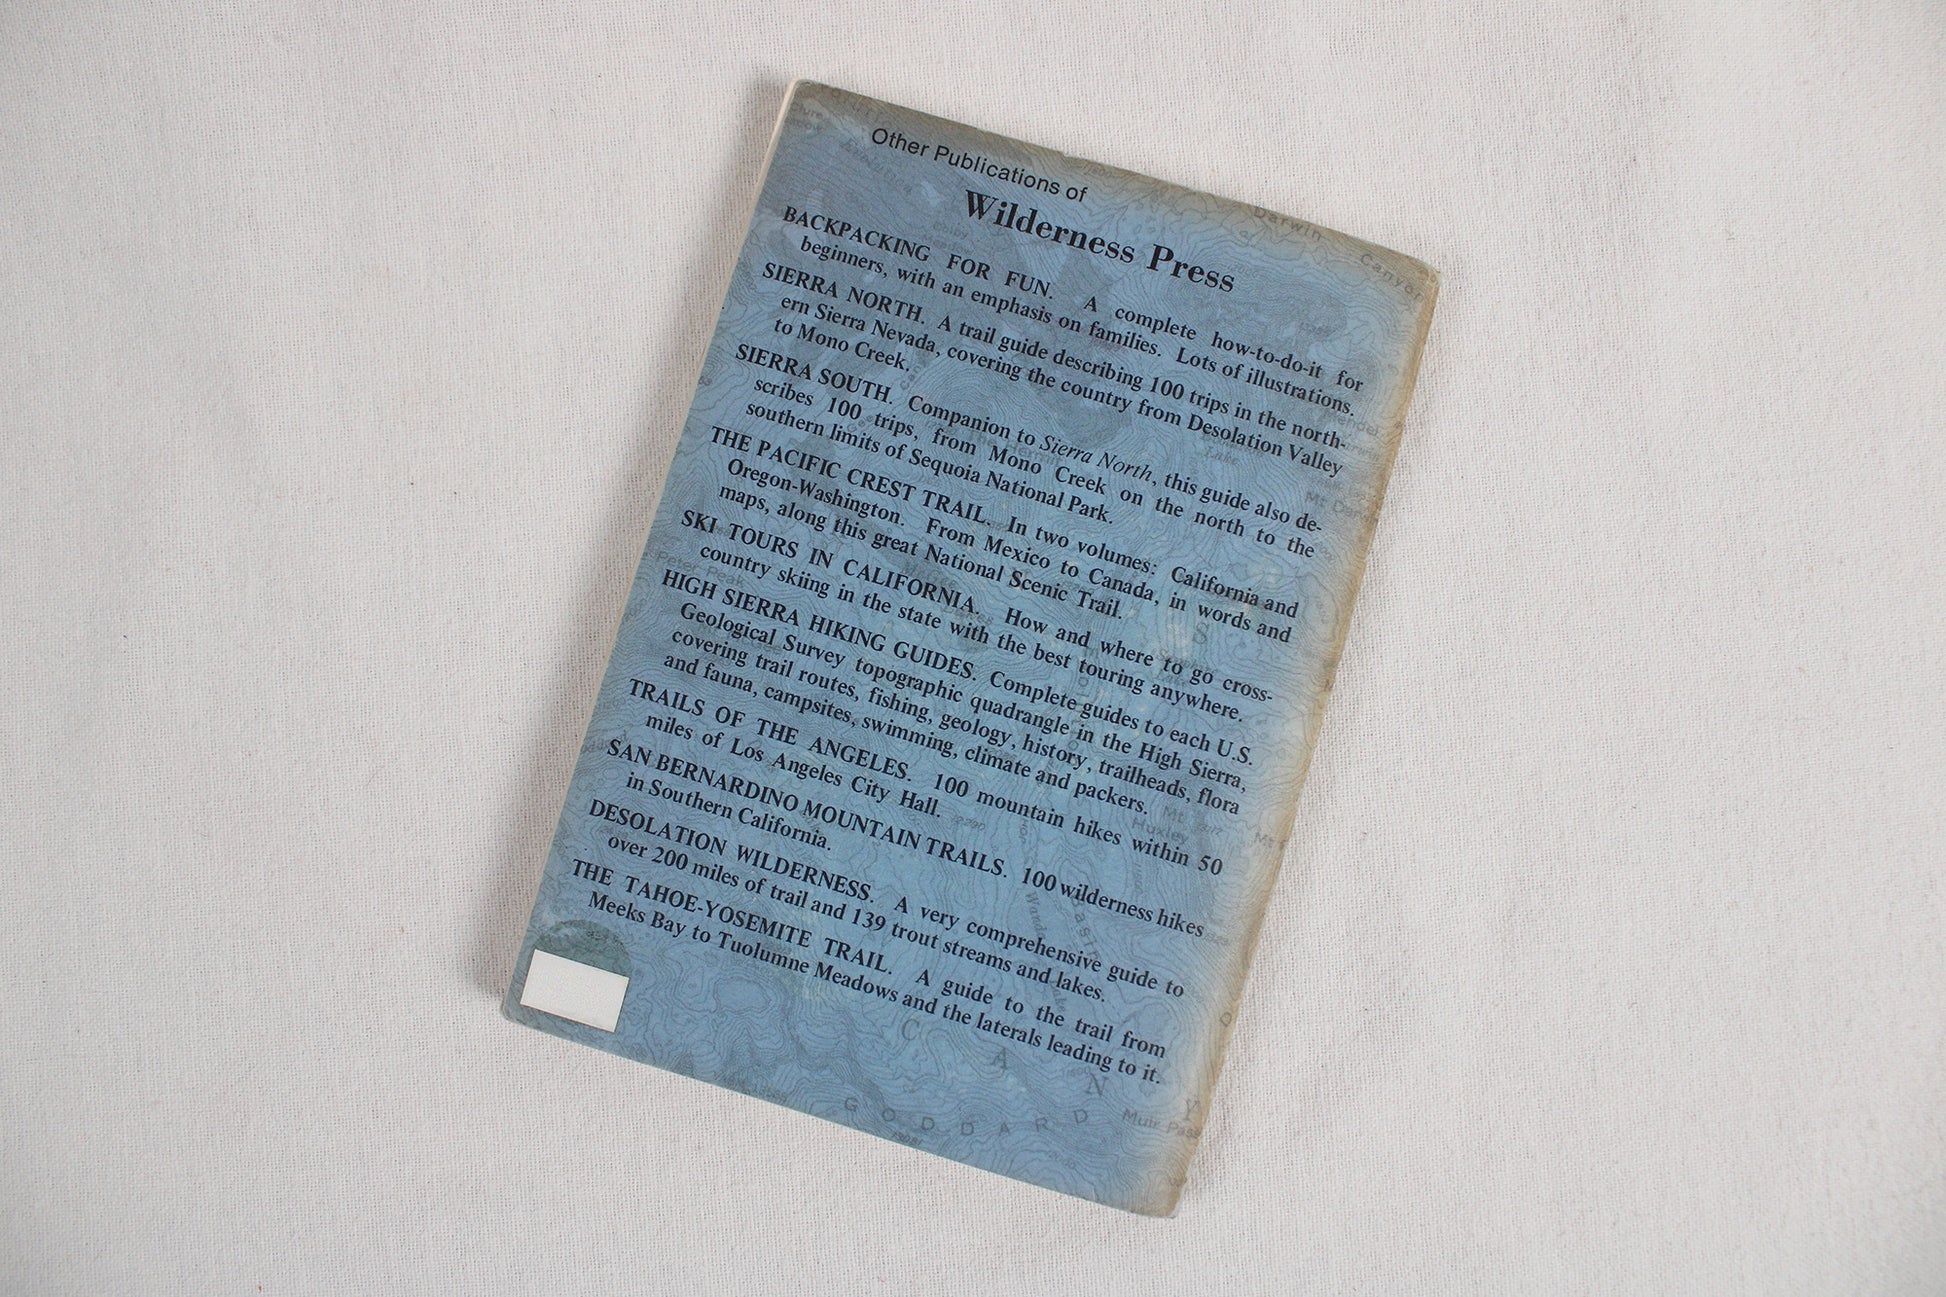 Other Publications of
Wilderness Press
BACKPACKING FOR FUN. A complete how-to-do-it for
beginners, with an emphasis on families. Lots of illustrations.
SIERRA NORTH. A trail guide describing 100 trips in the north-
ern Sierra Nevada, covering the country from Desolation Valley
to Mono Creek.
SIERRA SOUTH. Companion to Sierra North, this guide also de-
scribes 100 trips, from Mono Creek on the north to the
southern limits of Sequoia National Park.
THE PACIFIC CREST TRAIL. In two volumes: California and
Oregon-Washington. From Mexico to Canada, in words and
maps, along this great National Scenic Trail.
SKI TOURS IN CALIFORNIA. How and where to go cross-
country skiing in the state with the best touring anywhere.
HIGH SIERRA HIKING GUIDES. Complete guides to each U.S.
Geological Survey topographic quadrangle in the High Sierra,
covering trail routes, fishing, geology, history, trailheads, flora
and fauna, campsites, swimming, climate and packers.
TRAILS OF THE ANGELES. 100 mountain hikes within 50
miles of Los Angeles City Hall.
SAN BERNARDINO MOUNTAIN TRAILS. 100 wilderness hikes
in Southern California.
DESOLATION WILDERNESS. A very comprehensive guide to
over 200 miles of trail and 139 trout streams and lakes.
THE TAHOE-YOSEMITE TRAIL. A guide to the trail from
Meeks Bay to Tuolumne Meadows and the laterals leading to it.
Darwin
Canyon
Mt
Huxley
CANY
GODDARD
Muir Pass